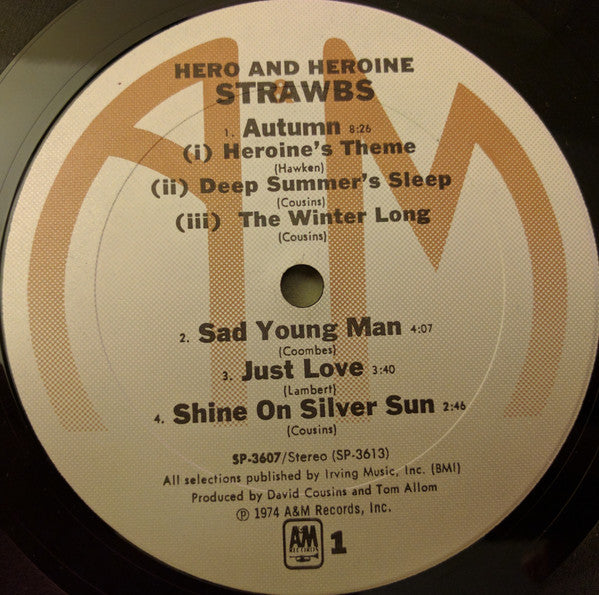 HERO AND HEROINE
STRAWBS
1. Autumn 8:26
(i) Heroine's Theme
(Hawken)
(ii) Deep Summer's Sleep
(Cousins)
(iii) The Winter Long
(Cousins)
2. Sad Young Man 4:07
(Coombes)
3. Just Love 3:40
(Lambert)
4. Shine On Silver Sun 2:46
(Cousins)
SP-3607/Stereo (SP-3613)
All selections published by Irving Music, Inc. (BMI)
Produced by David Cousins and Tom Allom
℗ 1974 A&M Records, Inc.
A&M
RECORDS
1